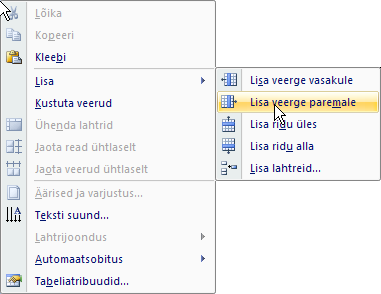 Lõika
Kopeeri
Kleebi
Lisa
Kustuta veerud
Ühenda lahtrid
Jaota read ühtlaselt
Jaota veerud ühtlaselt
Äärised ja varjustus...
Teksti suund...
Lahtrijoondus
Automaatsobitus
Tabeliatribuudid...
Lisa veerge vasakule
Lisa veerge paremale
Lisa ridu üles
Lisa ridu alla
Lisa lahtreid...